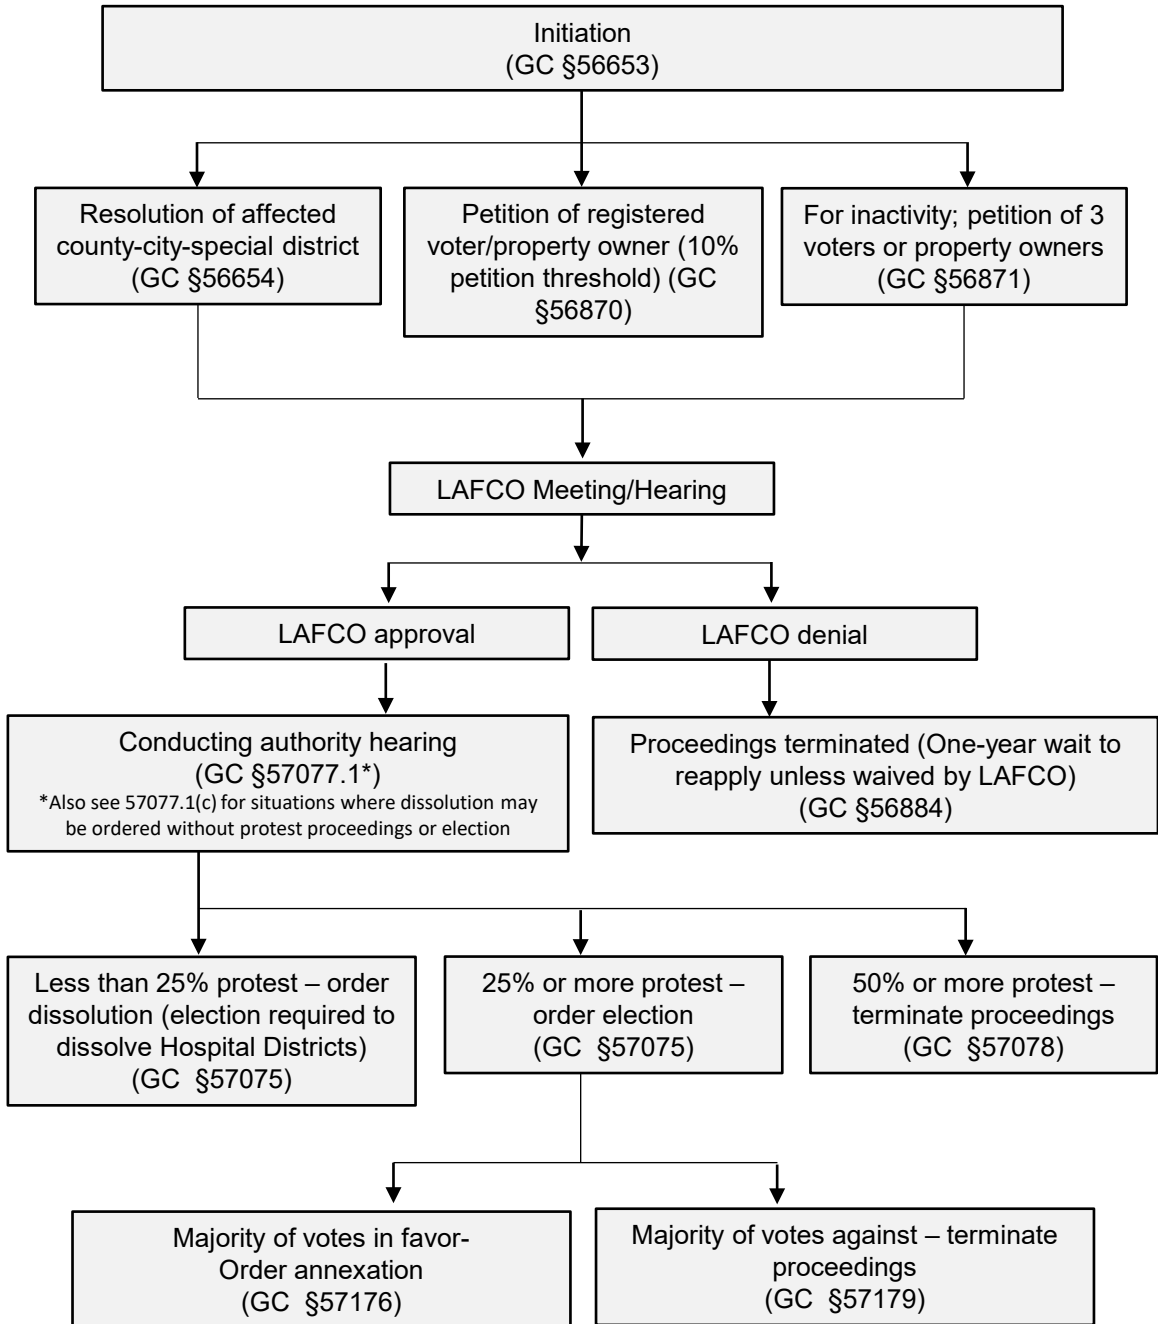 Initiation
(GC §56653)
Resolution of affected
county-city-special district
(GC §56654)
Petition of registered
voter/property owner (10%
petition threshold) (GC
§56870)
For inactivity; petition of 3
voters or property owners
(GC §56871)
LAFCO Meeting/Hearing
LAFCO approval
LAFCO denial
Conducting authority hearing
(GC §57077.1*)
*Also see 57077.1(c) for situations where dissolution may
be ordered without protest proceedings or election
Proceedings terminated (One-year wait to
reapply unless waived by LAFCO)
(GC §56884)
Less than 25% protest – order
dissolution (election required to
dissolve Hospital Districts)
(GC §57075)
25% or more protest –
order election
(GC §57075)
50% or more protest –
terminate proceedings
(GC §57078)
Majority of votes in favor-
Order annexation
(GC §57176)
Majority of votes against – terminate
proceedings
(GC §57179)